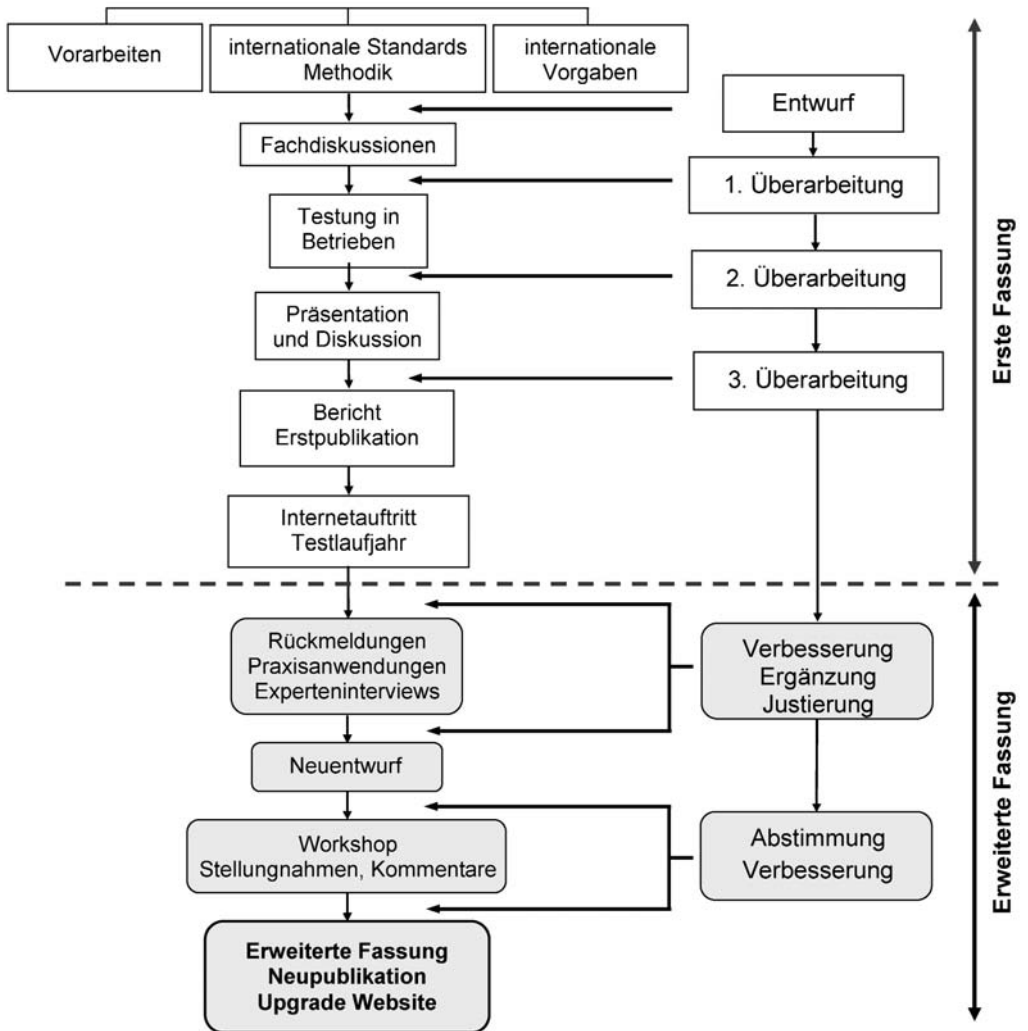 Vorarbeiten
internationale Standards
Methodik
internationale
Vorgaben
Entwurf
Fachdiskussionen
1. Überarbeitung
Testung in
Betrieben
2. Überarbeitung
Präsentation
und Diskussion
3. Überarbeitung
Bericht
Erstpublikation
Internetauftritt
Testlaufjahr
Erste Fassung
Rückmeldungen
Praxisanwendungen
Experteninterviews
Verbesserung
Ergänzung
Justierung
Neuentwurf
Workshop
Stellungnahmen, Kommentare
Abstimmung
Verbesserung
Erweiterte Fassung
Neupublikation
Upgrade Website
Erweiterte Fassung